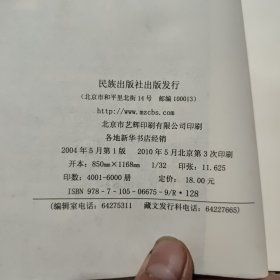 民族出版社出版发行
(北京市和平里北街14号 邮编100013)
http://www.mzcbs.com
北京市艺辉印刷有限公司印刷
各地新华书店经销
2004年5月第1版 2010年5月北京第3次印刷
开本:850mm×1168mm 1/32 印张:11.625
印数:4001-6000册 定价:18.00元
ISBN 978-7-105-06675-9/R·128
(编辑室电话:64275311 藏文发行科电话:64227665)